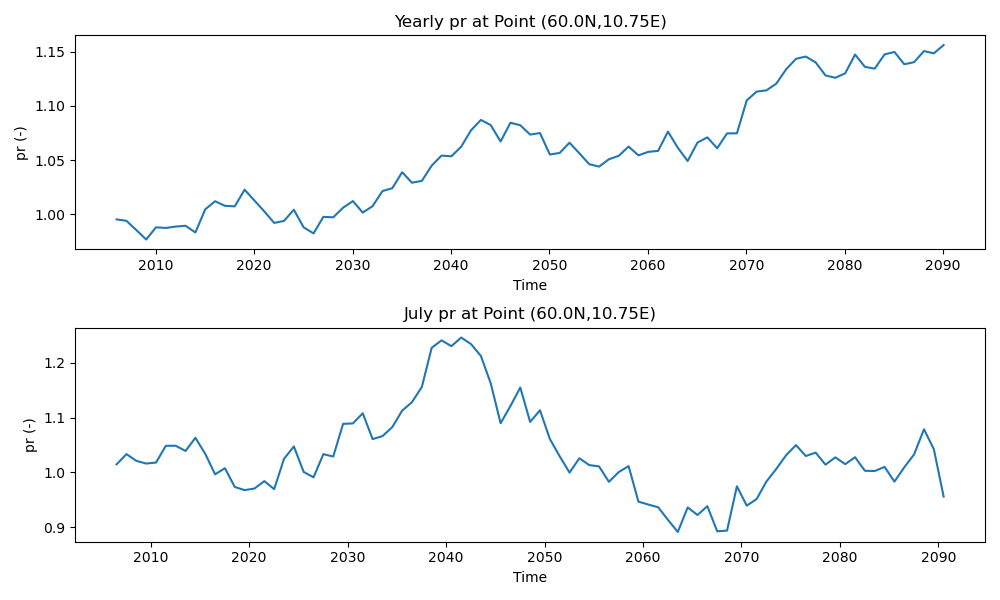 Yearly pr at Point (60.0N,10.75E)
1.15
1.10
1.05
1.00
pr (-)
2010 2020 2030 2040 2050 2060 2070 2080 2090
Time
July pr at Point (60.0N,10.75E)
1.2
1.1
1.0
0.9
pr (-)
2010 2020 2030 2040 2050 2060 2070 2080 2090
Time